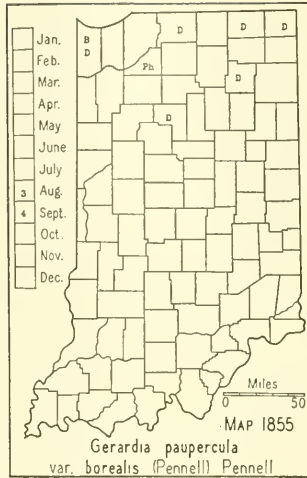 Jan.
Feb.
Mar.
Apr.
May
June
July
3 Aug.
4 Sept.
Oct.
Nov.
Dec.
B
D
D
D
D
Ph
D
D
Miles
0 50
MAP 1855
Gerardia paupercula
var. borealis (Pennell) Pennell